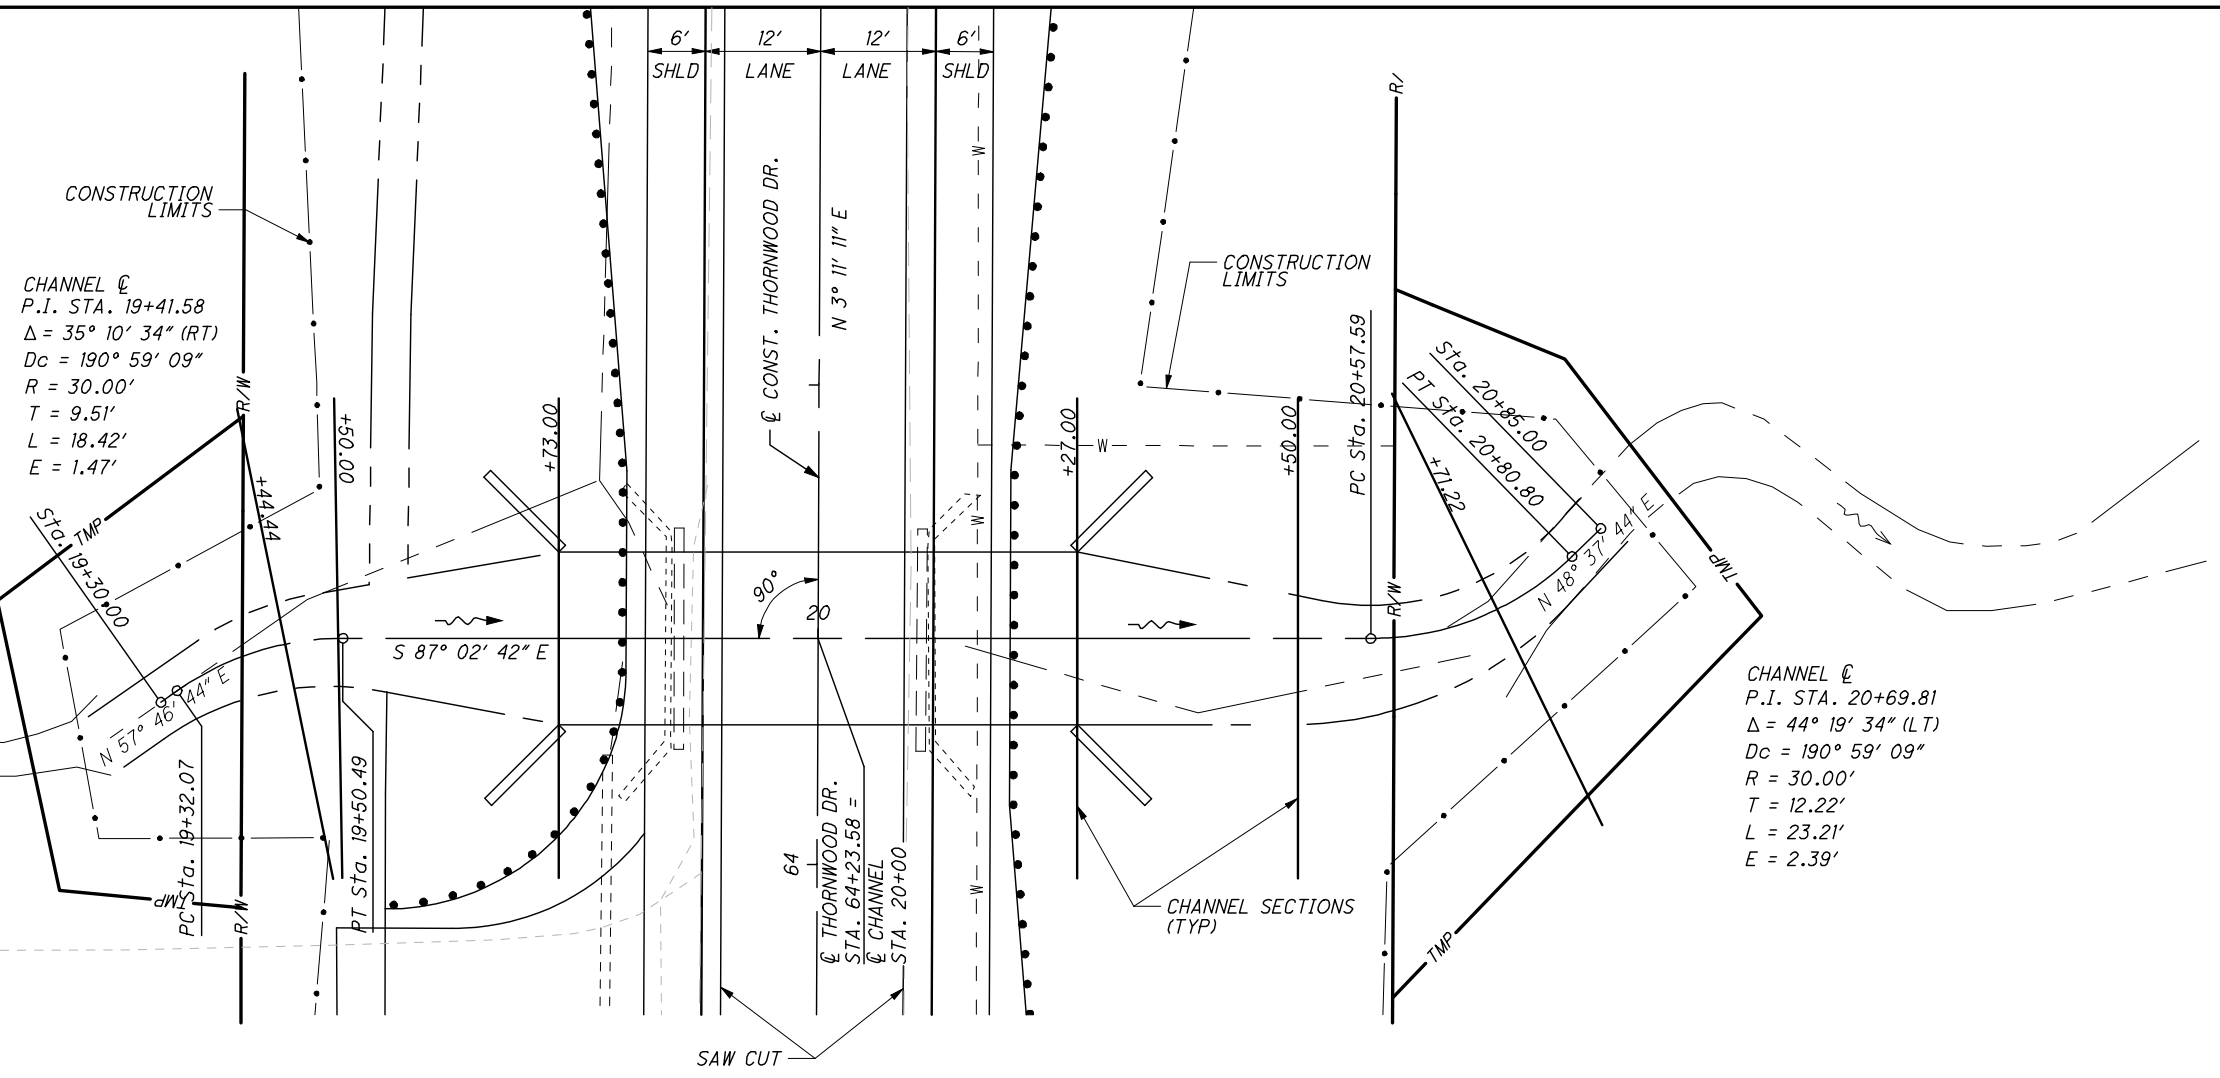 6' 12' 12' 6'
SHLD LANE LANE SHLD
CONSTRUCTION
LIMITS
CHANNEL ℄
P.I. STA. 19+41.58
Δ = 35° 10' 34" (RT)
Dc = 190° 59' 09"
R = 30.00'
T = 9.51'
L = 18.42'
E = 1.47'
R/W
TMP
Sta. 19+30.00
+44.44
+50.00
+73.00
℄ CONST. THORNWOOD DR.
N 3° 11' 11" E
W
W
W
W
+27.00
+50.00
CONSTRUCTION
LIMITS
R/
PC Sta. 20+57.59
Sta. 20+85.00
PT Sta. 20+80.80
+71.22
N 48° 37' 44" E
TMP
R/W
90°
20
S 87° 02' 42" E
N 57° 46' 44" E
PC Sta. 19+32.07
PT Sta. 19+50.49
TMP
R/W
64
℄ THORNWOOD DR.
STA. 64+23.58 =
℄ CHANNEL
STA. 20+00
CHANNEL SECTIONS
(TYP)
CHANNEL ℄
P.I. STA. 20+69.81
Δ = 44° 19' 34" (LT)
Dc = 190° 59' 09"
R = 30.00'
T = 12.22'
L = 23.21'
E = 2.39'
TMP
SAW CUT